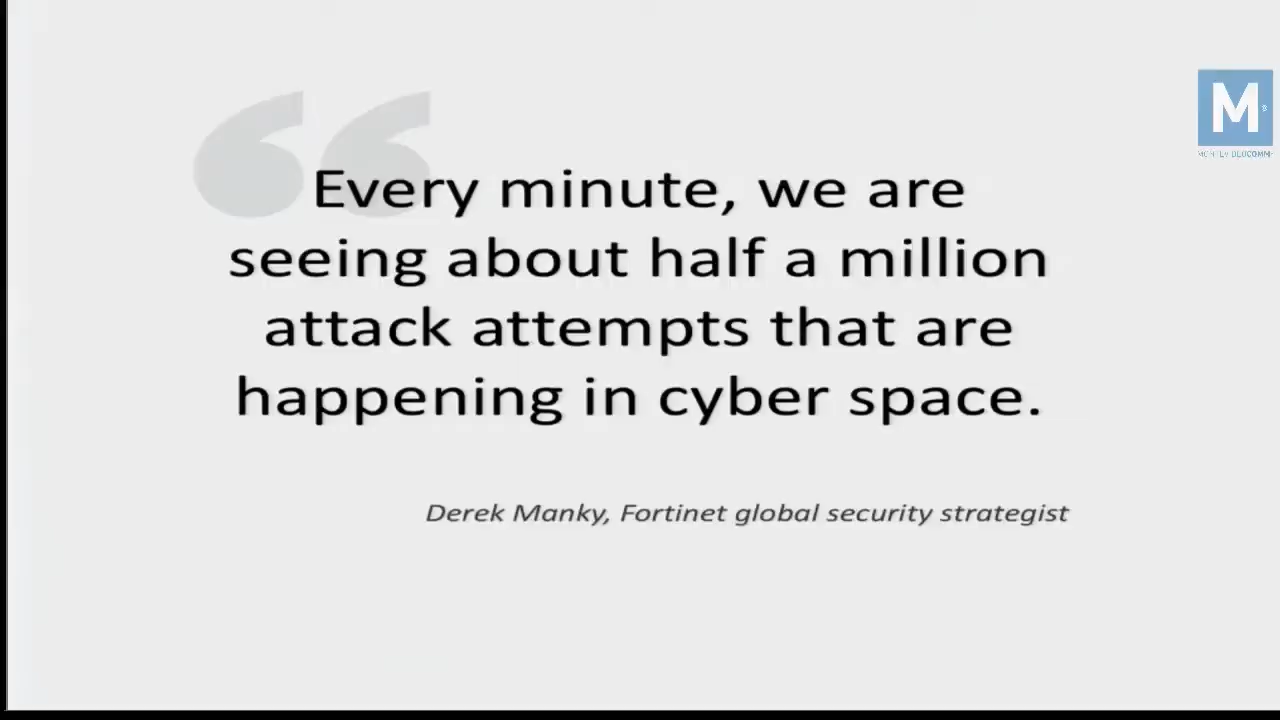 “
Every minute, we are
seeing about half a million
attack attempts that are
happening in cyber space.
Derek Manky, Fortinet global security strategist
M